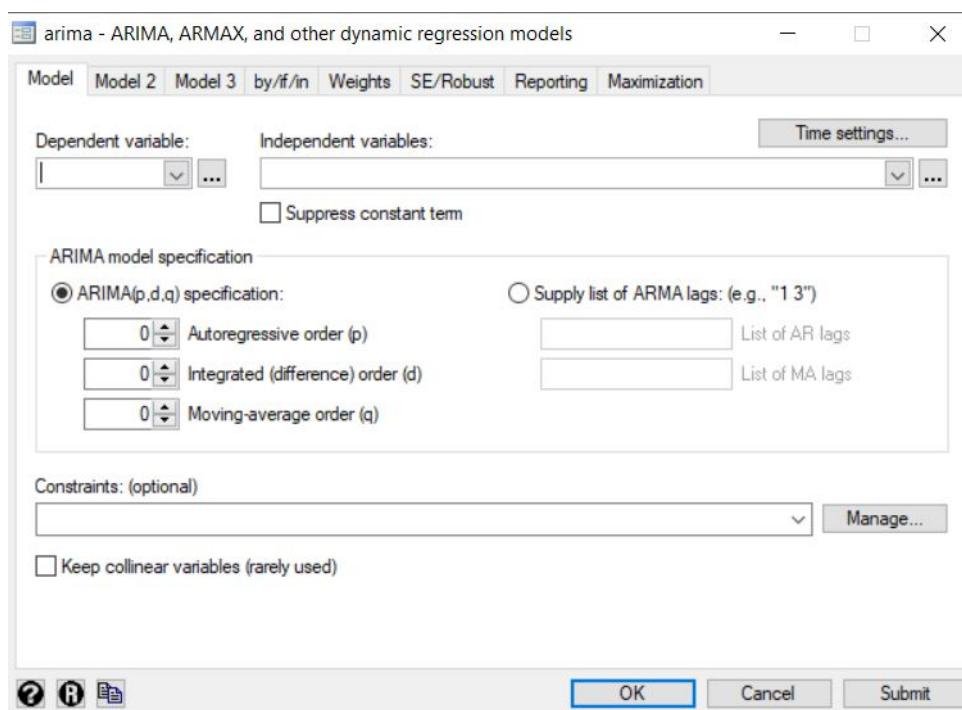 arima - ARIMA, ARMAX, and other dynamic regression models
Model Model 2 Model 3 by/if/in Weights SE/Robust Reporting Maximization
Time settings...
Dependent variable: Independent variables:
... ...
Suppress constant term
ARIMA model specification
ARIMA(p,d,q) specification: Supply list of ARMA lags: (e.g., "1 3")
0 Autoregressive order (p) List of AR lags
0 Integrated (difference) order (d) List of MA lags
0 Moving-average order (q)
Constraints: (optional)
Manage...
Keep collinear variables (rarely used)
? R OK Cancel Submit